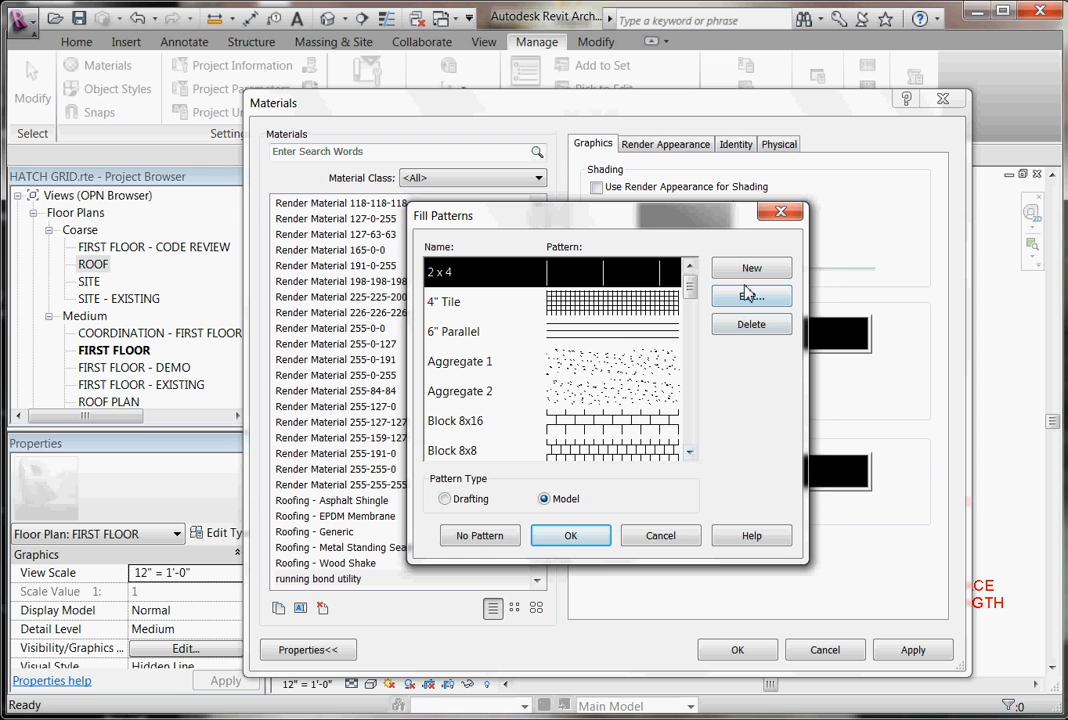 Autodesk Revit Arch...
Type a keyword or phrase
Home Insert Annotate Structure Massing & Site Collaborate View Manage Modify
Modify
Materials
Object Styles
Snaps
Project Information
Project Parame
Project Un
Add to Set
Select
Setting
HATCH GRID.rte - Project Browser
Views (OPN Browser)
Floor Plans
Coarse
FIRST FLOOR - CODE REVIEW
ROOF
SITE
SITE - EXISTING
Medium
COORDINATION - FIRST FLOOR
FIRST FLOOR
FIRST FLOOR - DEMO
FIRST FLOOR - EXISTING
ROOF PLAN
Properties
Floor Plan: FIRST FLOOR
Edit Ty
Graphics
View Scale 12" = 1'-0"
Scale Value 1: 1
Display Model Normal
Detail Level Medium
Visibility/Graphics ... Edit...
Visual Style Hidden Line
Properties help
Apply
Materials
Materials
Enter Search Words
Material Class: <All>
Render Material 118-118-118
Render Material 127-0-255
Render Material 127-63-63
Render Material 165-0-0
Render Material 191-0-255
Render Material 198-198-198
Render Material 225-225-200
Render Material 226-226-226
Render Material 255-0-0
Render Material 255-0-127
Render Material 255-0-191
Render Material 255-0-255
Render Material 255-84-84
Render Material 255-127-0
Render Material 255-127-127
Render Material 255-159-127
Render Material 255-191-0
Render Material 255-255-0
Render Material 255-255-255
Roofing - Asphalt Shingle
Roofing - EPDM Membrane
Roofing - Generic
Roofing - Metal Standing Sea
Roofing - Wood Shake
running bond utility
Properties<<
Graphics Render Appearance Identity Physical
Shading
Use Render Appearance for Shading
OK Cancel Apply
Fill Patterns
Name: Pattern:
2 x 4
4" Tile
6" Parallel
Aggregate 1
Aggregate 2
Block 8x16
Block 8x8
New
Delete
Pattern Type
Drafting Model
No Pattern OK Cancel Help
CE
GTH
12" = 1'-0"
Ready
Main Model
:0